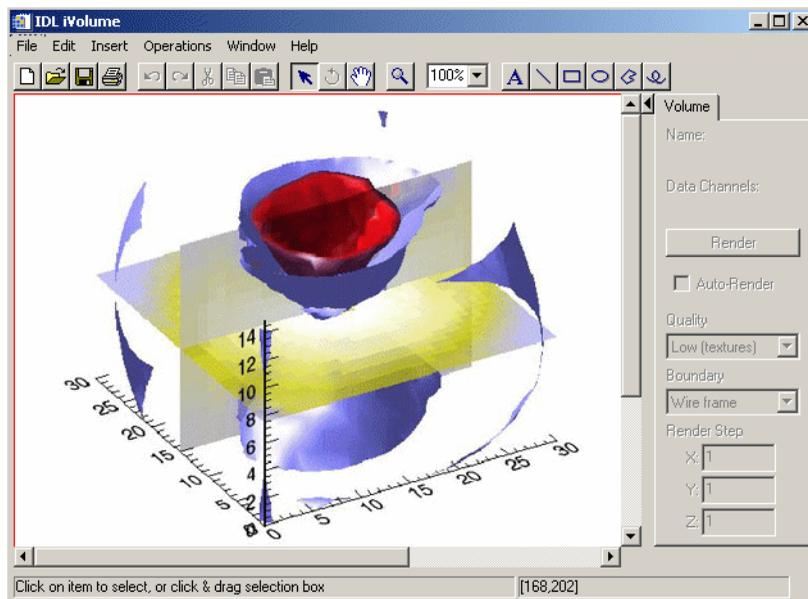 IDL iVolume
File Edit Insert Operations Window Help
100%
A
Volume
Name:
Data Channels:
Render
Auto-Render
Quality
Low (textures)
Boundary
Wire frame
Render Step
X: 1
Y: 1
Z: 1
14
12
10
8
6
4
2
30
25
20
15
10
5
0
5
10
15
20
25
30
Click on item to select, or click & drag selection box
[168,202]